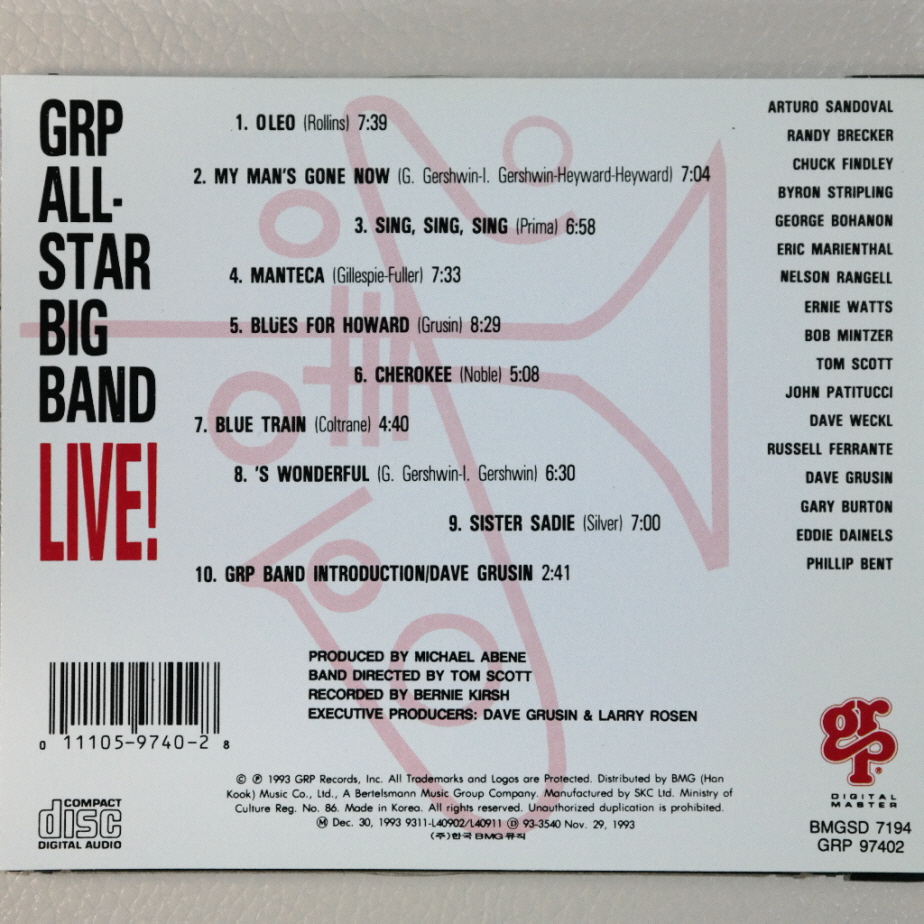 GRP
ALL-
STAR
BIG
BAND
LIVE!
1. OLEO (Rollins) 7:39
2. MY MAN'S GONE NOW (G. Gershwin-I. Gershwin-Heyward-Heyward) 7:04
3. SING, SING, SING (Prima) 6:58
4. MANTECA (Gillespie-Fuller) 7:33
5. BLUES FOR HOWARD (Grusin) 8:29
6. CHEROKEE (Noble) 5:08
7. BLUE TRAIN (Coltrane) 4:40
8. 'S WONDERFUL (G. Gershwin-I. Gershwin) 6:30
9. SISTER SADIE (Silver) 7:00
10. GRP BAND INTRODUCTION/DAVE GRUSIN 2:41
ARTURO SANDOVAL
RANDY BRECKER
CHUCK FINDLEY
BYRON STRIPLING
GEORGE BOHANON
ERIC MARIENTHAL
NELSON RANGELL
ERNIE WATTS
BOB MINTZER
TOM SCOTT
JOHN PATITUCCI
DAVE WECKL
RUSSELL FERRANTE
DAVE GRUSIN
GARY BURTON
EDDIE DAINELS
PHILLIP BENT
PRODUCED BY MICHAEL ABENE
BAND DIRECTED BY TOM SCOTT
RECORDED BY BERNIE KIRSH
EXECUTIVE PRODUCERS: DAVE GRUSIN & LARRY ROSEN
0 11105-9740-2 8
© ℗ 1993 GRP Records, Inc. All Trademarks and Logos are Protected. Distributed by BMG (Han
Kook) Music Co., Ltd., A Bertelsmann Music Group Company. Manufactured by SKC Ltd. Ministry of
Culture Reg. No. 86. Made in Korea. All rights reserved. Unauthorized duplication is prohibited.
Ⓜ Dec. 30, 1993 9311-L40902/L40911 Ⓓ 93-3540 Nov. 29, 1993
(주)한국BMG뮤직
COMPACT
disc
DIGITAL AUDIO
grp®
DIGITAL
MASTER
BMGSD 7194
GRP 97402